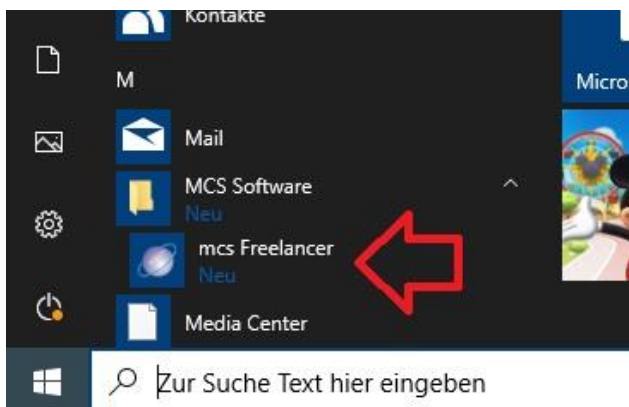 Kontakte
M
Micro
Mail
MCS Software
Neu
mcs Freelancer
Neu
Media Center
Zur Suche Text hier eingeben